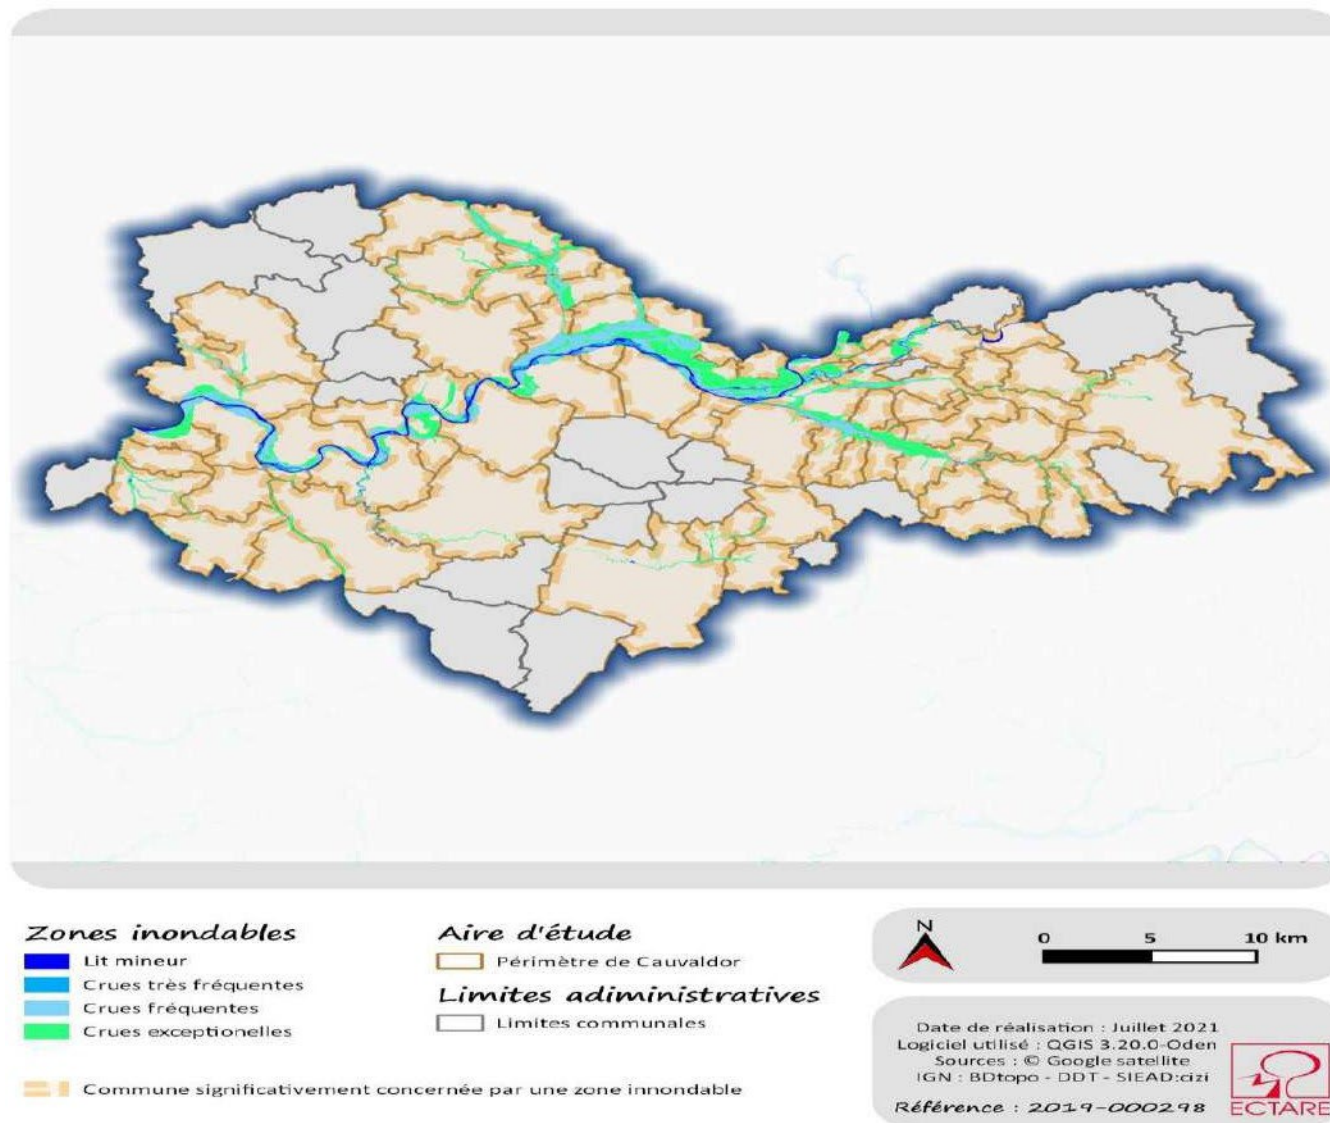 Zones inondables
Lit mineur
Crues très fréquentes
Crues fréquentes
Crues exceptionelles
Commune significativement concernée par une zone innondable
Aire d'étude
Périmètre de Cauvaldor
Limites adiministratives
Limites communales
N
0 5 10 km
Date de réalisation : Juillet 2021
Logiciel utilisé : QGIS 3.20.0-Oden
Sources : © Google satellite
IGN : BDtopo - DDT - SIEAD:cizi
Référence : 2019-000298
ECTARE